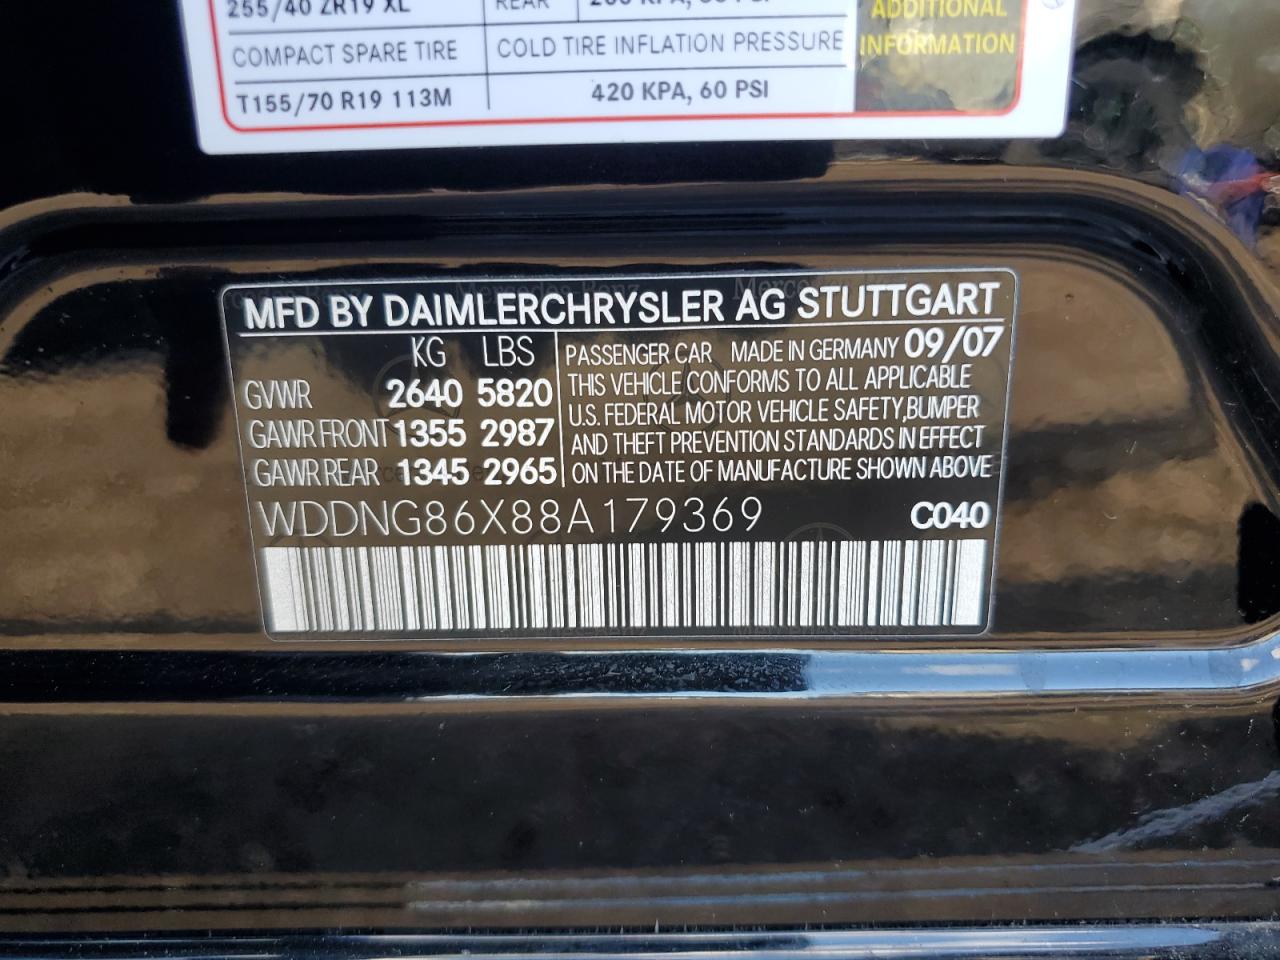 255/40 ZR19 XL REAR
ADDITIONAL
COMPACT SPARE TIRE COLD TIRE INFLATION PRESSURE INFORMATION
T155/70 R19 113M 420 KPA, 60 PSI
MFD BY DAIMLERCHRYSLER AG STUTTGART
KG LBS PASSENGER CAR MADE IN GERMANY 09/07
GVWR 2640 5820 THIS VEHICLE CONFORMS TO ALL APPLICABLE
U.S. FEDERAL MOTOR VEHICLE SAFETY,BUMPER
GAWR FRONT 1355 2987 AND THEFT PREVENTION STANDARDS IN EFFECT
GAWR REAR 1345 2965 ON THE DATE OF MANUFACTURE SHOWN ABOVE
WDDNG86X88A179369 C040